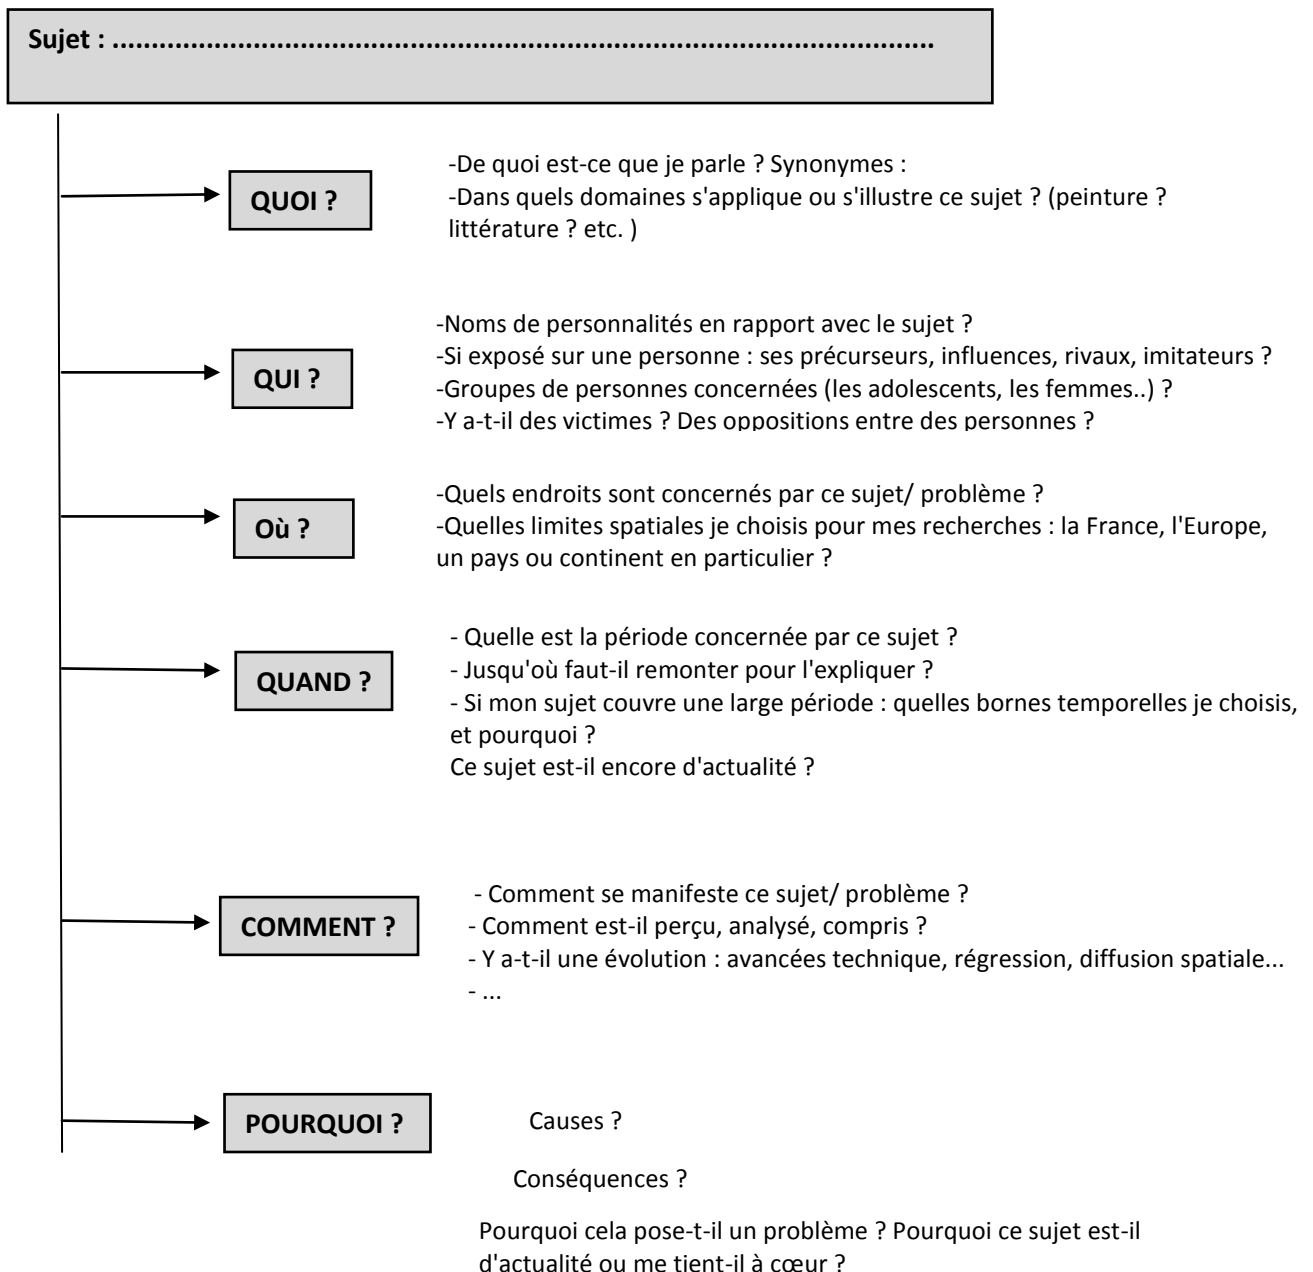 Sujet : ..........................................................................................................
QUOI ?
-De quoi est-ce que je parle ? Synonymes :
-Dans quels domaines s'applique ou s'illustre ce sujet ? (peinture ?
littérature ? etc. )
QUI ?
-Noms de personnalités en rapport avec le sujet ?
-Si exposé sur une personne : ses précurseurs, influences, rivaux, imitateurs ?
-Groupes de personnes concernées (les adolescents, les femmes..) ?
-Y a-t-il des victimes ? Des oppositions entre des personnes ?
Où ?
-Quels endroits sont concernés par ce sujet/ problème ?
-Quelles limites spatiales je choisis pour mes recherches : la France, l'Europe,
un pays ou continent en particulier ?
QUAND ?
- Quelle est la période concernée par ce sujet ?
- Jusqu'où faut-il remonter pour l'expliquer ?
- Si mon sujet couvre une large période : quelles bornes temporelles je choisis,
et pourquoi ?
Ce sujet est-il encore d'actualité ?
COMMENT ?
- Comment se manifeste ce sujet/ problème ?
- Comment est-il perçu, analysé, compris ?
- Y a-t-il une évolution : avancées technique, régression, diffusion spatiale...
- ...
POURQUOI ?
Causes ?
Conséquences ?
Pourquoi cela pose-t-il un problème ? Pourquoi ce sujet est-il
d'actualité ou me tient-il à cœur ?